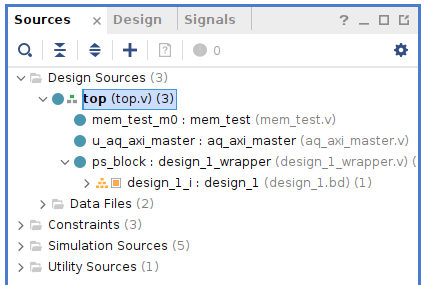 Sources × Design Signals ? _
0
Design Sources (3)
top (top.v) (3)
mem_test_m0 : mem_test (mem_test.v)
u_aq_axi_master : aq_axi_master (aq_axi_master.v)
ps_block : design_1_wrapper (design_1_wrapper.v) (
design_1_i : design_1 (design_1.bd) (1)
Data Files (2)
Constraints (3)
Simulation Sources (5)
Utility Sources (1)